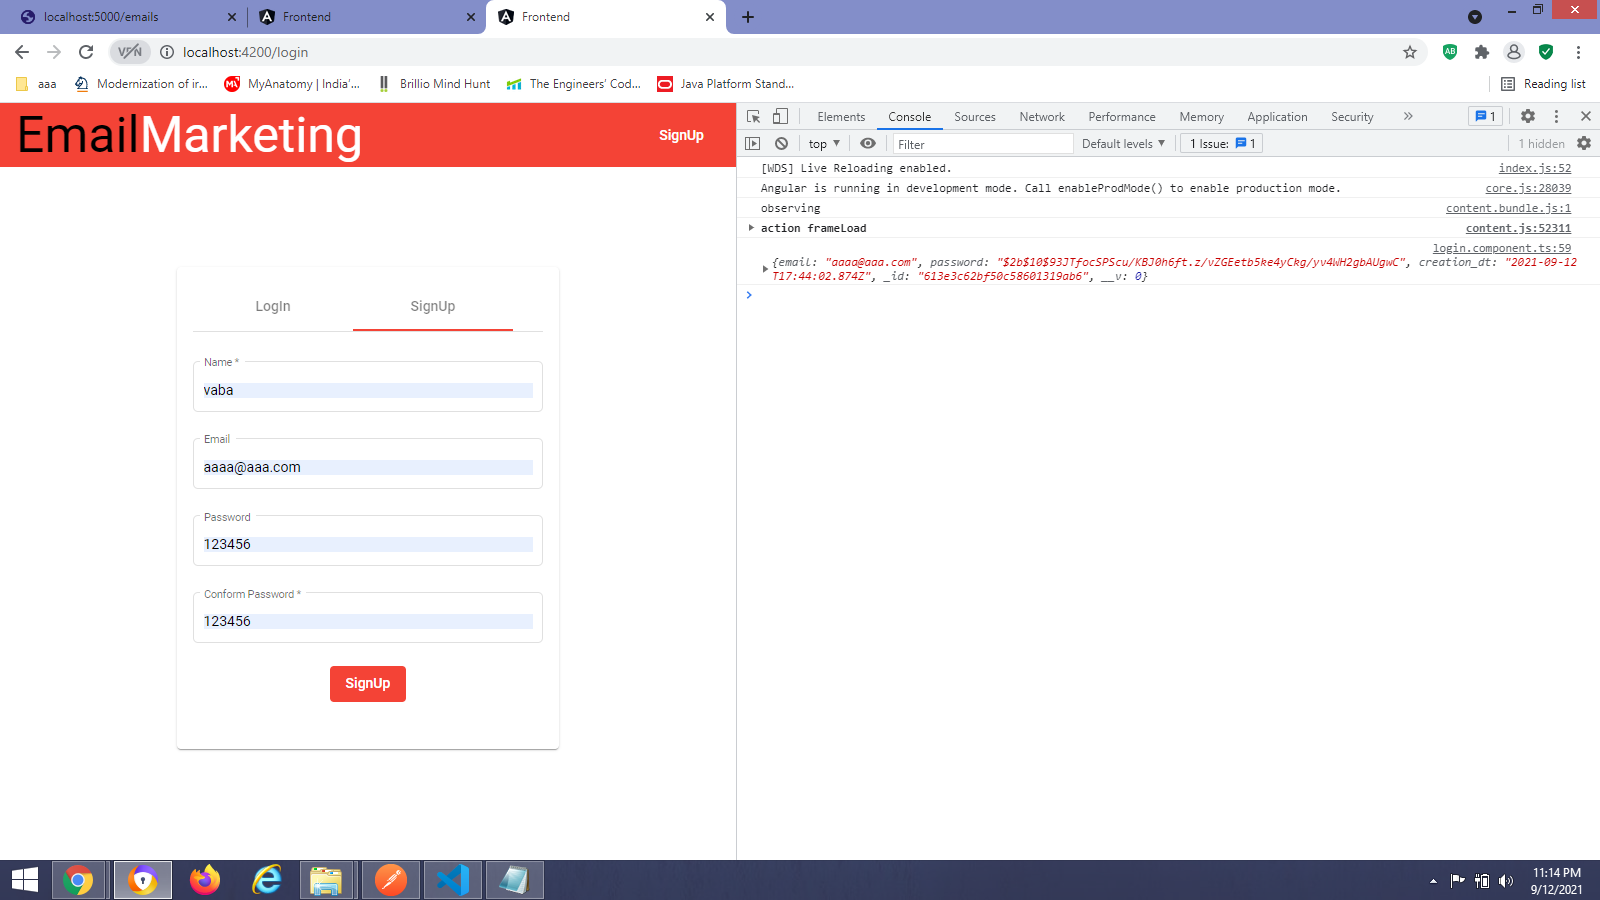 localhost:5000/emails
Frontend
Frontend
VPN
localhost:4200/login
AB
aaa
Modernization of ir...
MyAnatomy | India'...
Brillio Mind Hunt
The Engineers' Cod...
Java Platform Stand...
Reading list
EmailMarketing
SignUp
LogIn
SignUp
Name *
vaba
Email
aaaa@aaa.com
Password
123456
Conform Password *
123456
SignUp
Elements
Console
Sources
Network
Performance
Memory
Application
Security
1
top
Filter
Default levels
1 Issue: 1
1 hidden
[WDS] Live Reloading enabled. index.js:52
Angular is running in development mode. Call enableProdMode() to enable production mode. core.js:28039
observing content.bundle.js:1
action frameLoad content.js:52311
login.component.ts:59
{email: "aaaa@aaa.com", password: "$2b$10$93JTfocSPScu/KBJ0h6ft.z/vZGEetb5ke4yCkg/yv4WH2gbAUgwC", creation_dt: "2021-09-12
T17:44:02.874Z", _id: "613e3c62bf50c58601319ab6", __v: 0}
11:14 PM
9/12/2021